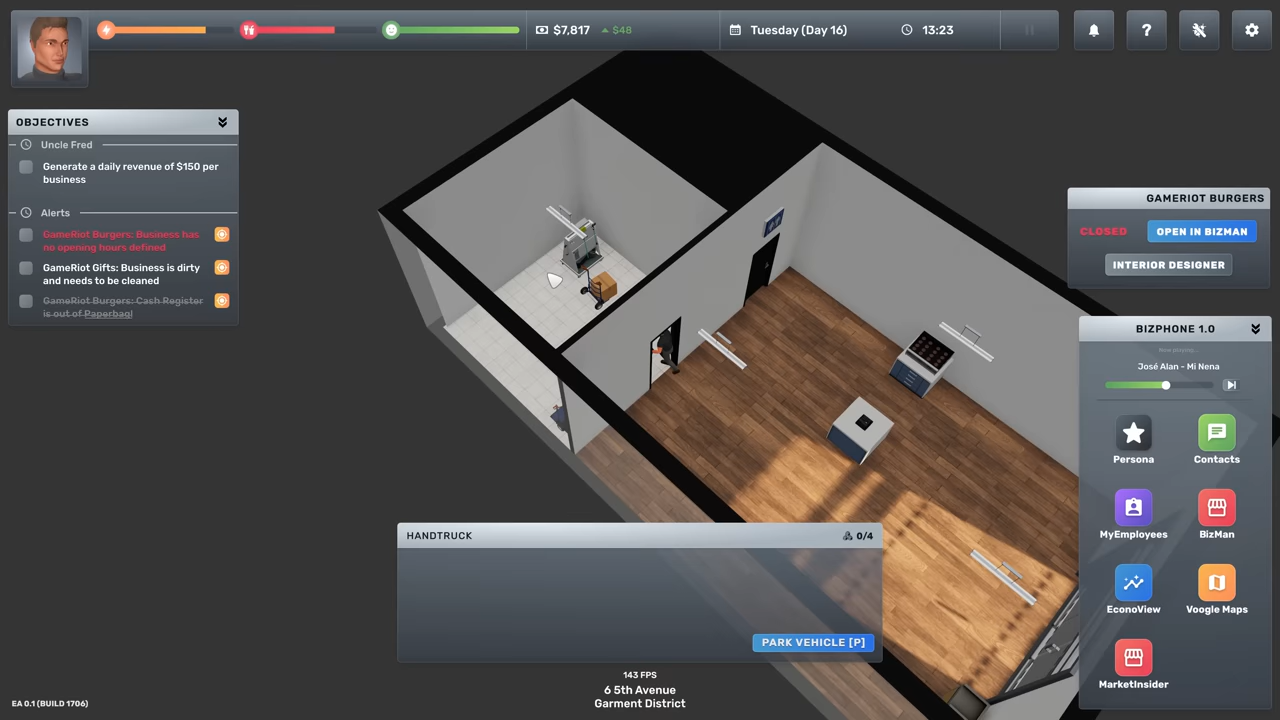 $7,817
$48
Tuesday (Day 16)
13:23
?
OBJECTIVES
Uncle Fred
Generate a daily revenue of $150 per
business
Alerts
GameRiot Burgers: Business has
no opening hours defined
GameRiot Gifts: Business is dirty
and needs to be cleaned
GameRiot Burgers: Cash Register
is out of Paperbag!
GAMERIOT BURGERS
CLOSED
OPEN IN BIZMAN
INTERIOR DESIGNER
BIZPHONE 1.0
Now playing...
José Alan - Mi Nena
Persona
Contacts
MyEmployees
BizMan
EconoView
Voogle Maps
MarketInsider
HANDTRUCK
0/4
PARK VEHICLE [P]
143 FPS
6 5th Avenue
Garment District
EA 0.1 (BUILD 1706)